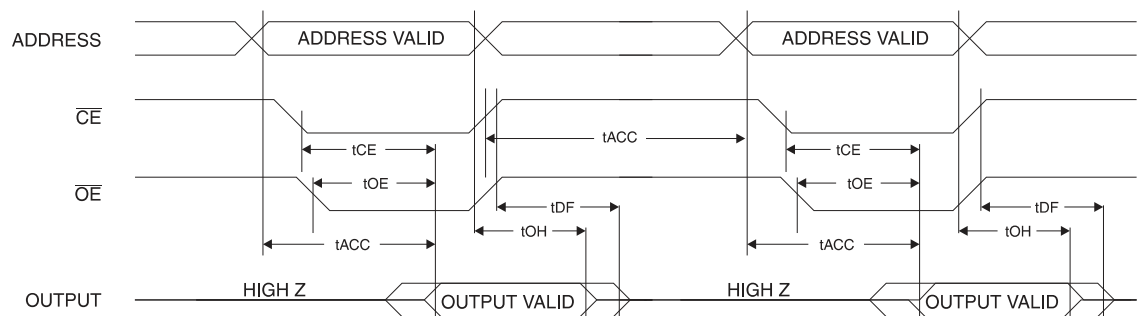 ADDRESS ADDRESS VALID ADDRESS VALID
CE tACC
tCE tCE
OE tOE tOE
tDF tDF
tOH tOH
tACC tACC
OUTPUT HIGH Z OUTPUT VALID HIGH Z OUTPUT VALID